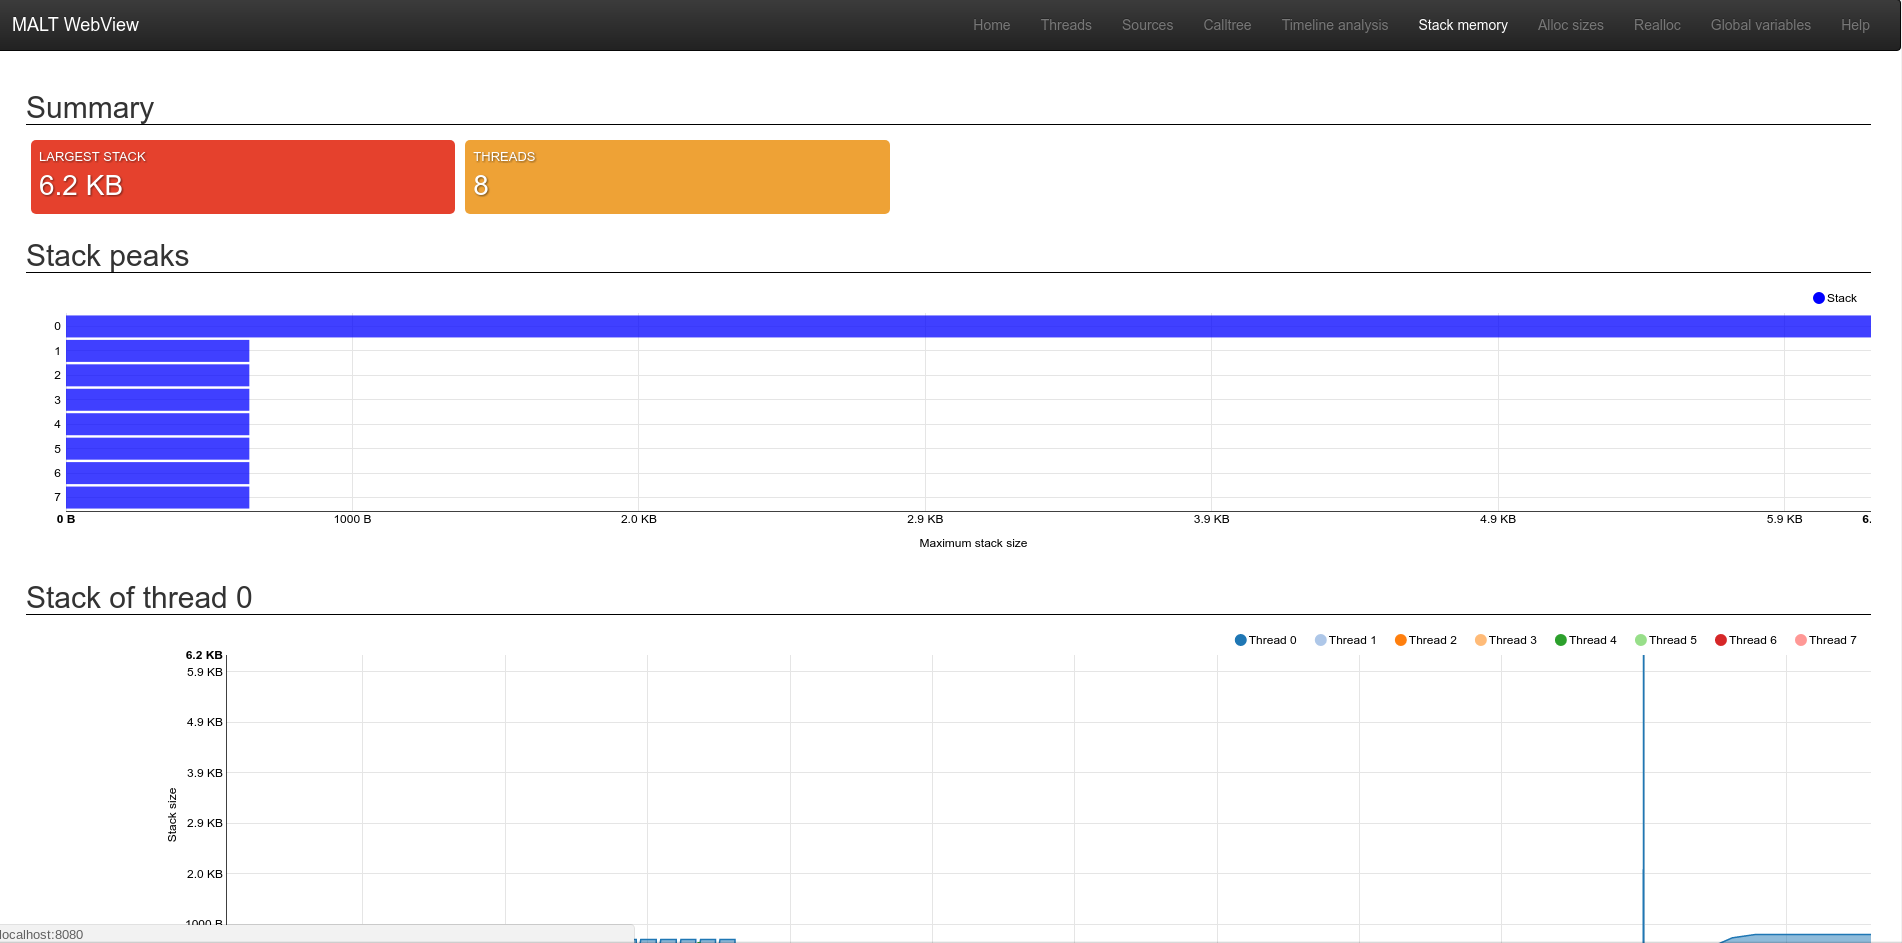 MALT WebView Home Threads Sources Calltree Timeline analysis Stack memory Alloc sizes Realloc Global variables Help
Summary
LARGEST STACK THREADS
6.2 KB 8
Stack peaks
Stack
0
1
2
3
4
5
6
7
0 B 1000 B 2.0 KB 2.9 KB 3.9 KB 4.9 KB 5.9 KB 6.
Maximum stack size
Stack of thread 0
Thread 0 Thread 1 Thread 2 Thread 3 Thread 4 Thread 5 Thread 6 Thread 7
6.2 KB
5.9 KB
4.9 KB
3.9 KB
Stack size
2.9 KB
2.0 KB
1000 B
localhost:8080